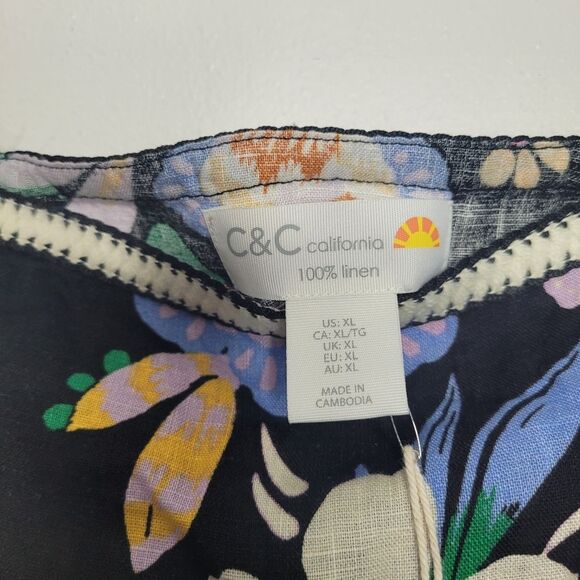 C&C california
100% linen
US: XL
CA: XL/TG
UK: XL
EU: XL
AU: XL
MADE IN
CAMBODIA